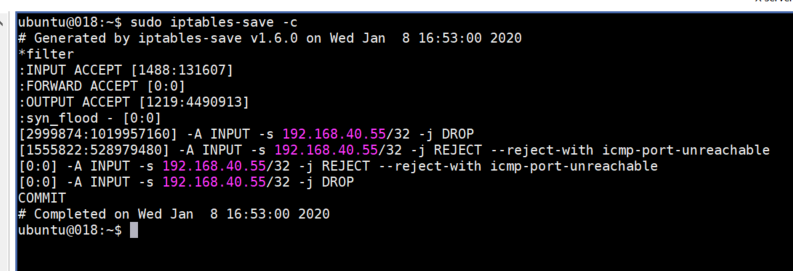 ubuntu@018:~$ sudo iptables-save -c
# Generated by iptables-save v1.6.0 on Wed Jan  8 16:53:00 2020
*filter
:INPUT ACCEPT [1488:131607]
:FORWARD ACCEPT [0:0]
:OUTPUT ACCEPT [1219:4490913]
:syn_flood - [0:0]
[2999874:1019957160] -A INPUT -s 192.168.40.55/32 -j DROP
[1555822:528979480] -A INPUT -s 192.168.40.55/32 -j REJECT --reject-with icmp-port-unreachable
[0:0] -A INPUT -s 192.168.40.55/32 -j REJECT --reject-with icmp-port-unreachable
[0:0] -A INPUT -s 192.168.40.55/32 -j DROP
COMMIT
# Completed on Wed Jan  8 16:53:00 2020
ubuntu@018:~$